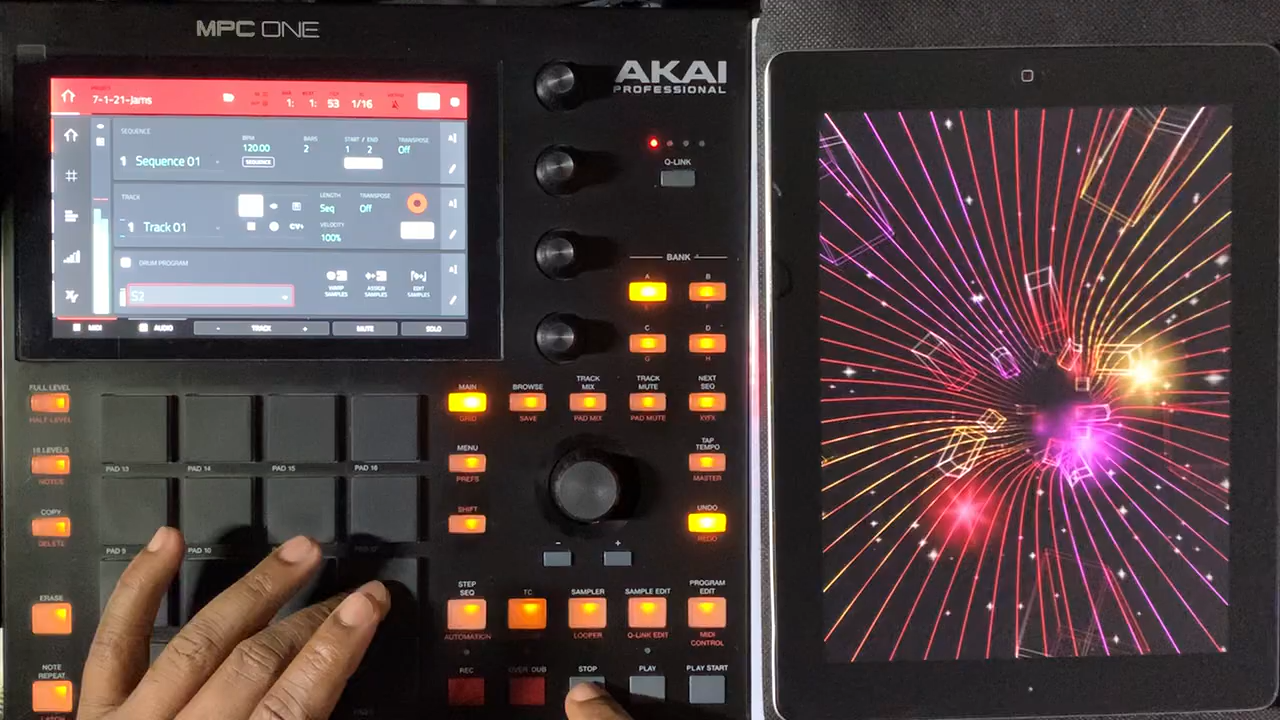 MPC ONE
AKAI
PROFESSIONAL
7-1-21-Jams
1: 1: 53 1/16
SEQUENCE
BPM
BARS
START / END
TRANSPOSE
Sequence 01
120.00
2
1 2
Off
SEQUENCE
TRACK
LENGTH
TRANSPOSE
Track 01
Seq
Off
VELOCITY
100%
DRUM PROGRAM
S2
WARP SAMPLES
ASSIGN SAMPLES
EDIT SAMPLES
MIDI
AUDIO
- TRACK +
MUTE
SOLO
Q-LINK
BANK
A
B
C
D
G
H
FULL LEVEL
HALF LEVEL
16 LEVELS
NOTES
COPY
DELETE
ERASE
NOTE
REPEAT
LATCH
PAD 13
PAD 14
PAD 15
PAD 16
PAD 9
PAD 10
MAIN
GRID
BROWSE
SAVE
TRACK
MIX
PAD MIX
TRACK
MUTE
PAD MUTE
NEXT
SEQ
XYFX
MENU
PREFS
TAP
TEMPO
MASTER
SHIFT
UNDO
REDO
- +
STEP
SEQ
AUTOMATION
TC
SAMPLER
LOOPER
SAMPLE EDIT
Q-LINK EDIT
PROGRAM
EDIT
MIDI
CONTROL
REC
OVER DUB
STOP
PLAY
PLAY START